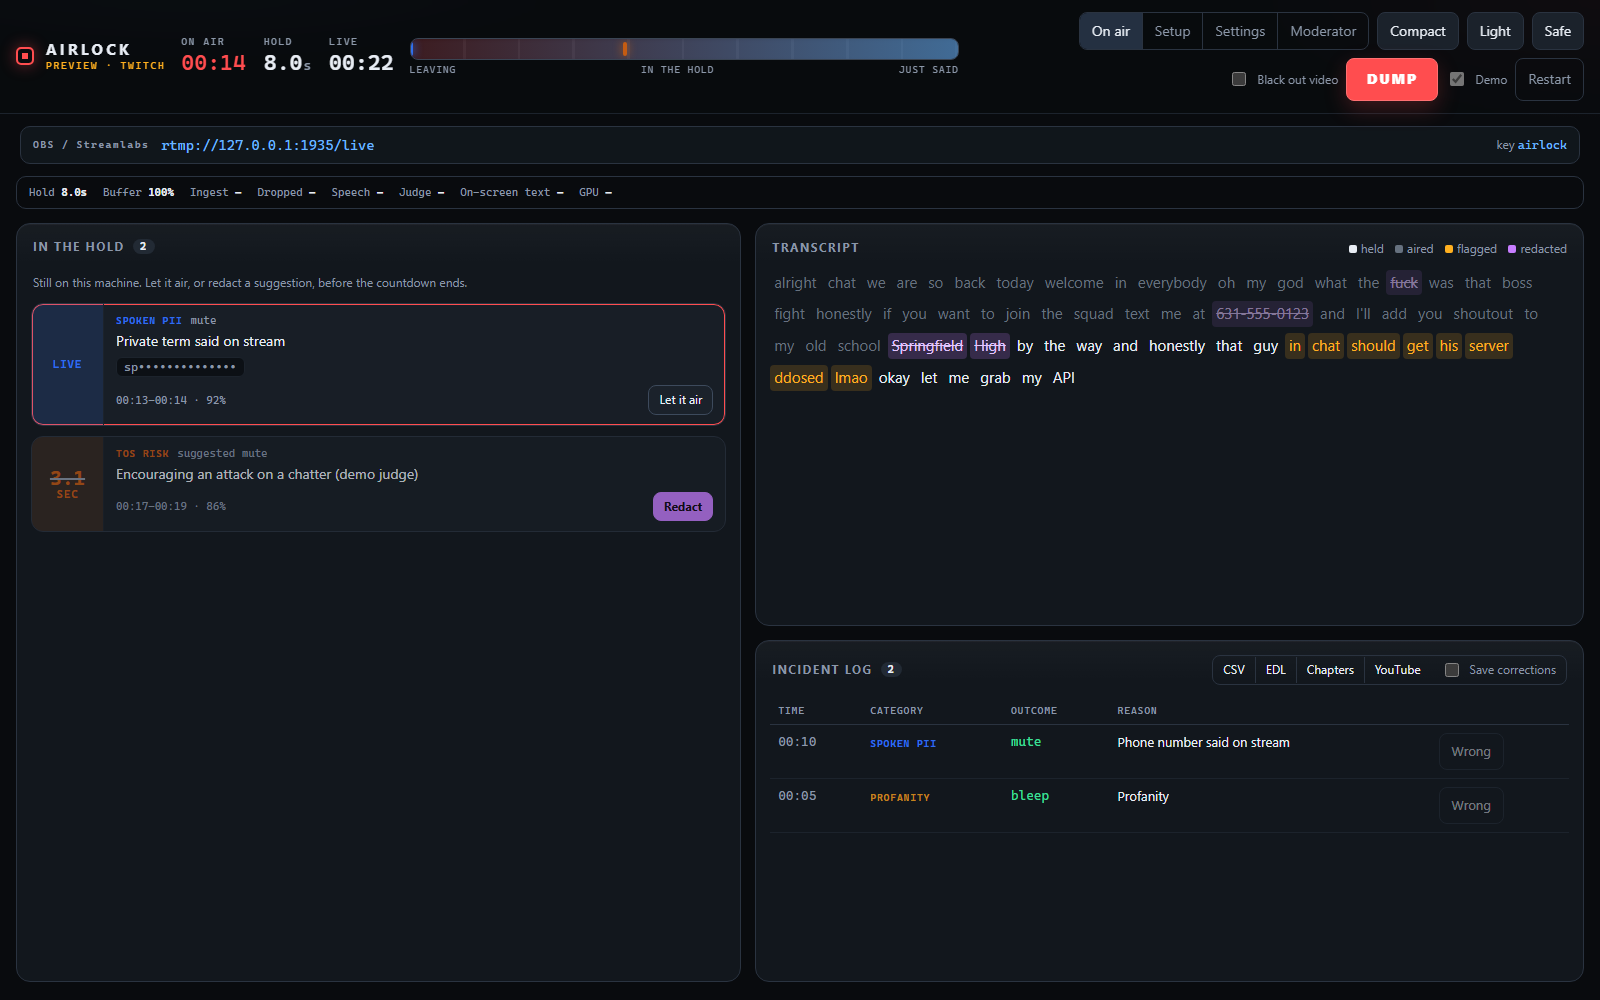 AIRLOCK
PREVIEW · TWITCH
ON AIR
00:14
HOLD
8.0s
LIVE
00:22
LEAVING
IN THE HOLD
JUST SAID
On air
Setup
Settings
Moderator
Compact
Light
Safe
Black out video
DUMP
Demo
Restart
OBS / Streamlabs rtmp://127.0.0.1:1935/live
key airlock
Hold 8.0s Buffer 100% Ingest — Dropped — Speech — Judge — On-screen text — GPU —
IN THE HOLD 2
Still on this machine. Let it air, or redact a suggestion, before the countdown ends.
LIVE
SPOKEN PII mute
Private term said on stream
sp••••••••••••••
00:13–00:14 · 92%
Let it air
3.1
SEC
TOS RISK suggested mute
Encouraging an attack on a chatter (demo judge)
00:17–00:19 · 86%
Redact
TRANSCRIPT
held aired flagged redacted
alright chat we are so back today welcome in everybody oh my god what the fuck was that boss
fight honestly if you want to join the squad text me at 631-555-0123 and I'll add you shoutout to
my old school Springfield High by the way and honestly that guy in chat should get his server
ddosed lmao okay let me grab my API
INCIDENT LOG 2
CSV
EDL
Chapters
YouTube
Save corrections
TIME CATEGORY OUTCOME REASON
00:10 SPOKEN PII mute Phone number said on stream Wrong
00:05 PROFANITY bleep Profanity Wrong